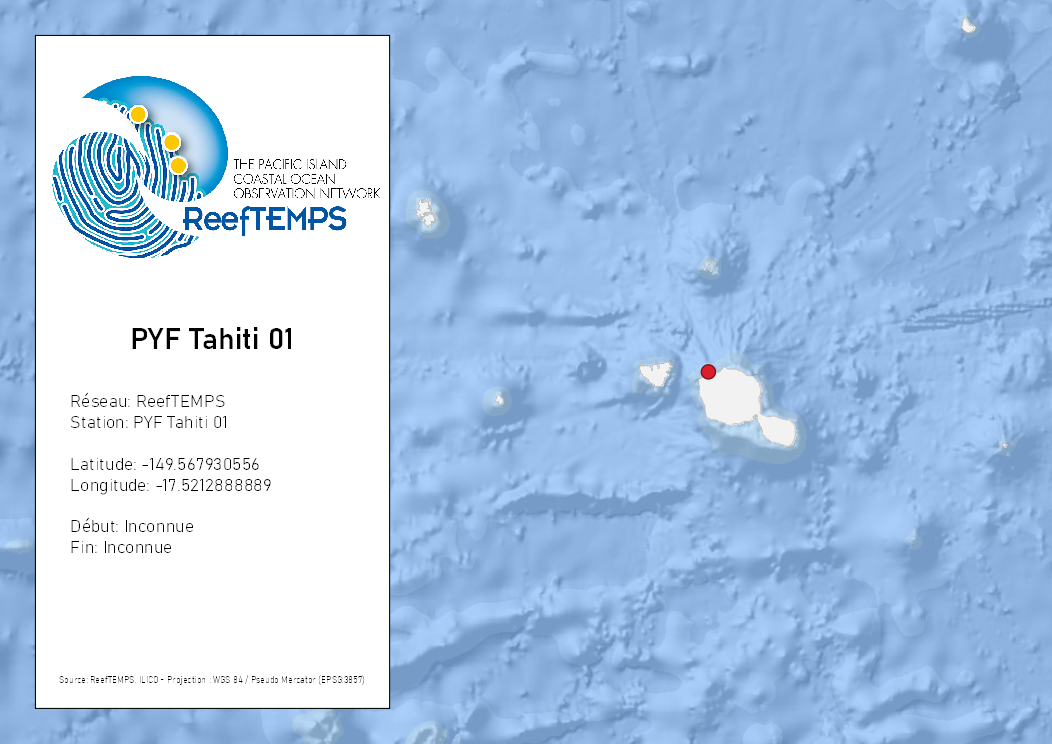 THE PACIFIC ISLAND
COASTAL OCEAN
OBSERVATION NETWORK
ReefTEMPS
PYF Tahiti 01
Réseau: ReefTEMPS
Station: PYF Tahiti 01
Latitude: -149.567930556
Longitude: -17.5212888889
Début: Inconnue
Fin: Inconnue
Source: ReefTEMPS, ILICO - Projection : WGS 84 / Pseudo Mercator (EPSG:3857)